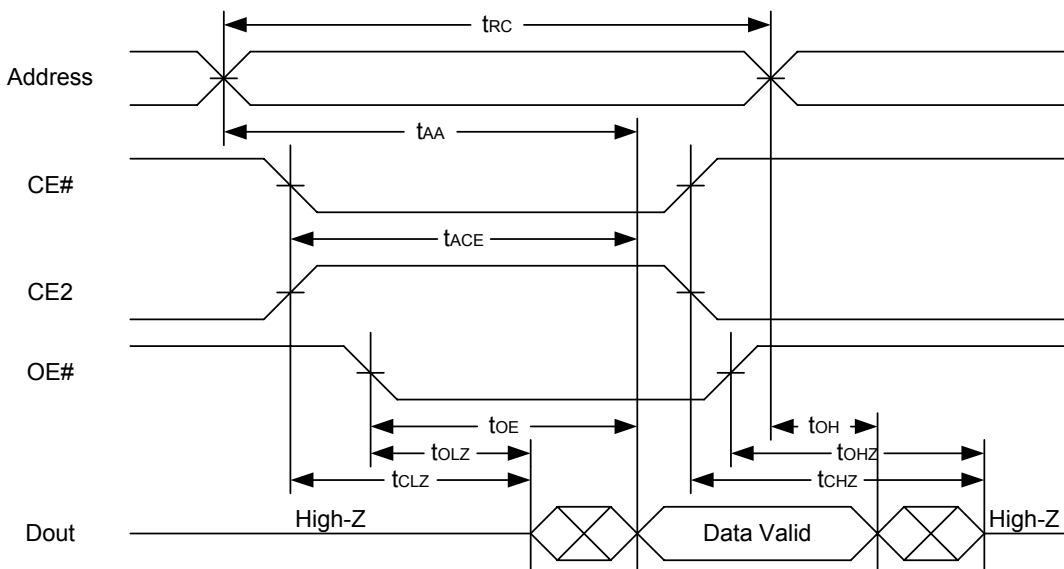 tRC
Address
tAA
CE#
tACE
CE2
OE#
tOE
tOH
tOLZ
tOHZ
tCLZ
tCHZ
High-Z
Data Valid
High-Z
Dout